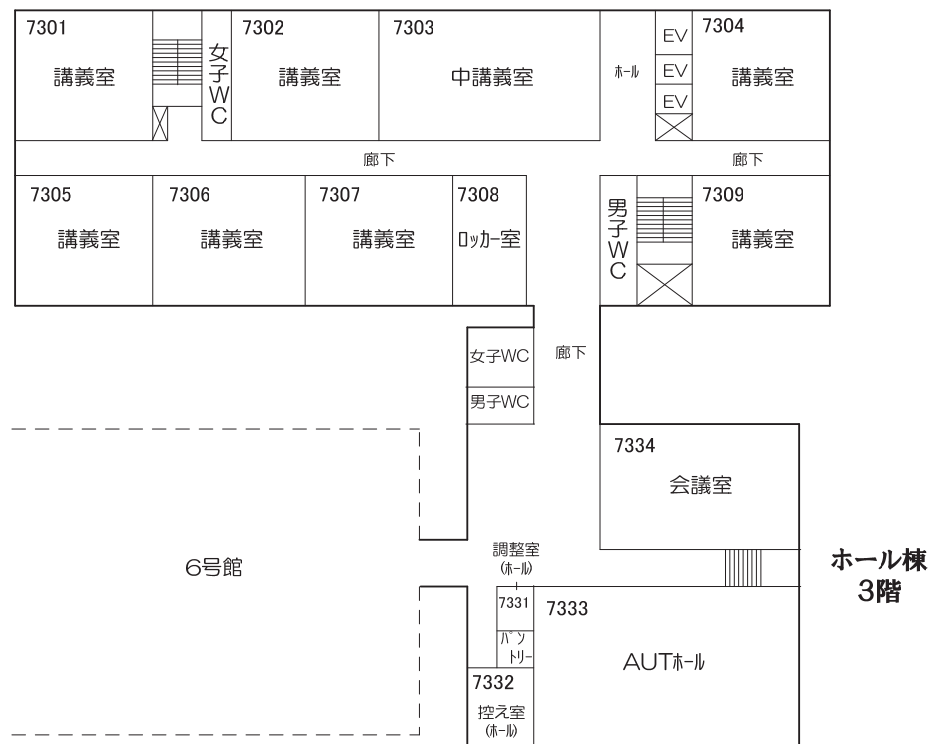 7301
講義室
女子WC
7302
講義室
7303
中講義室
ホール
EV
EV
EV
7304
講義室
廊下
廊下
7305
講義室
7306
講義室
7307
講義室
7308
ロッカー室
男子WC
7309
講義室
女子WC
廊下
男子WC
7334
会議室
6号館
調整室
(ホール)
ホール棟
3階
7331
7333
パン
トリー
AUTホール
7332
控え室
(ホール)